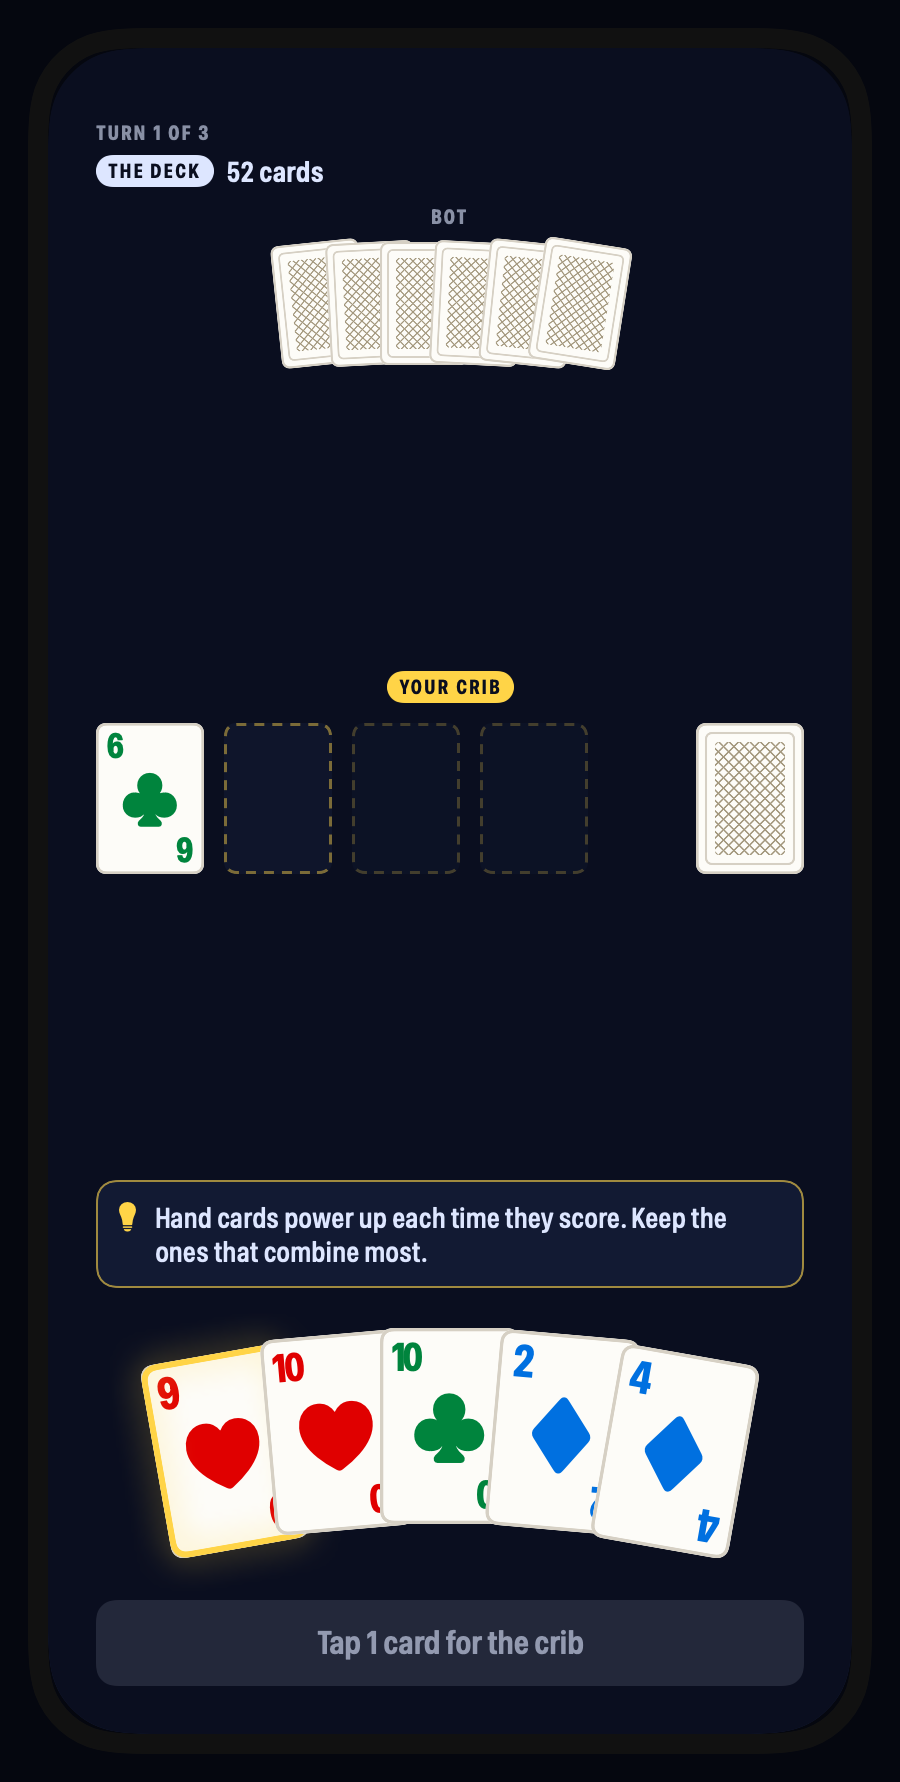 TURN 1 OF 3
THE DECK 52 cards
BOT
YOUR CRIB
6
6
Hand cards power up each time they score. Keep the
ones that combine most.
9
10
10
2
4
4
Tap 1 card for the crib